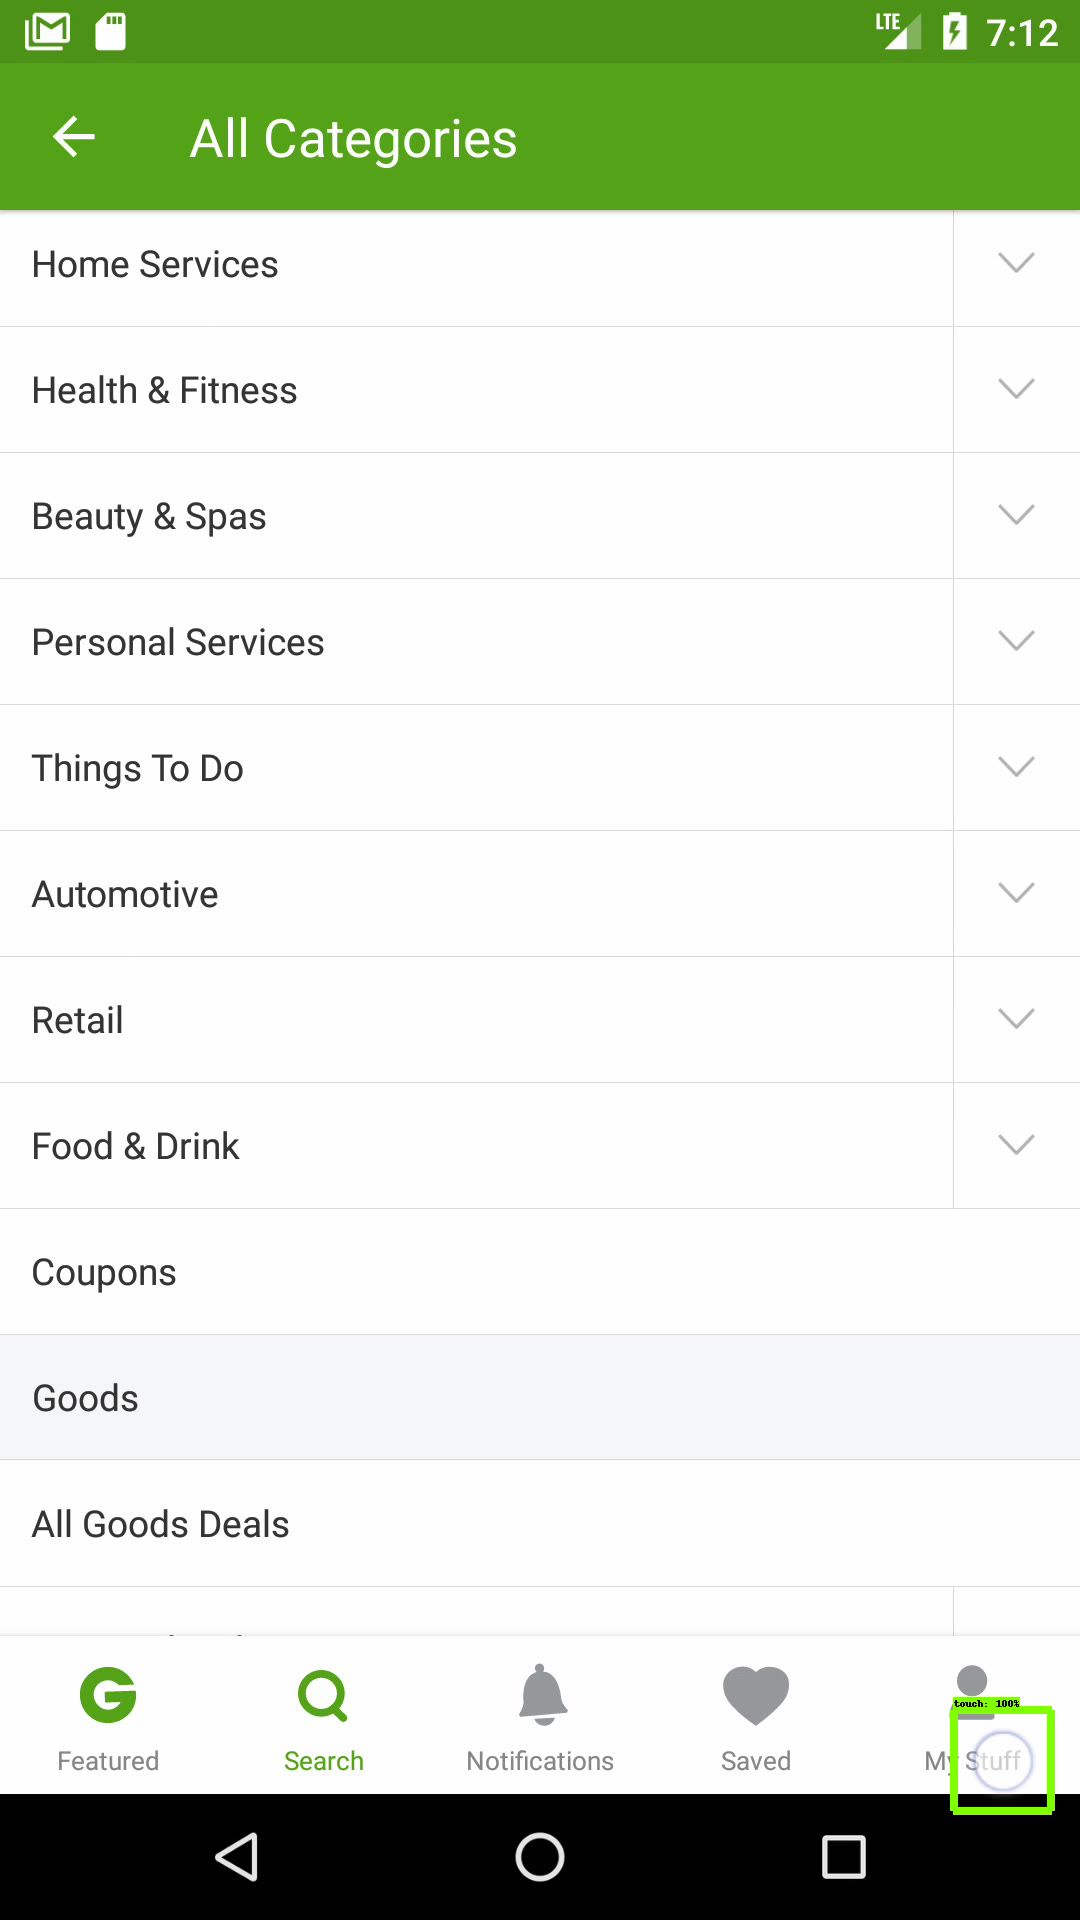 LTE 7:12
All Categories
Home Services
Health & Fitness
Beauty & Spas
Personal Services
Things To Do
Automotive
Retail
Food & Drink
Coupons
Goods
All Goods Deals
touch: 100%
Featured Search Notifications Saved My Stuff